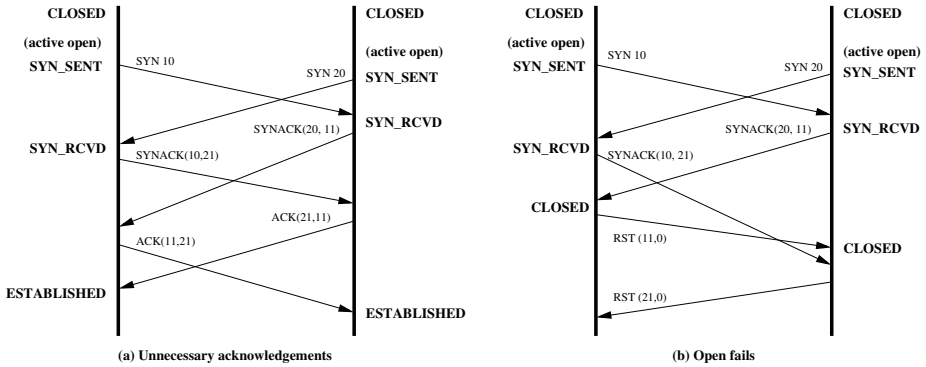 CLOSED
CLOSED
(active open)
SYN_SENT
SYN 10
SYN 20
(active open)
SYN_SENT
SYNACK(20, 11)
SYN_RCVD
SYN_RCVD
SYNACK(10,21)
ACK(21,11)
ACK(11,21)
ESTABLISHED
ESTABLISHED
(a) Unnecessary acknowledgements
CLOSED
CLOSED
(active open)
SYN_SENT
SYN 10
SYN 20
(active open)
SYN_SENT
SYNACK(20, 11)
SYN_RCVD
SYN_RCVD
SYNACK(10, 21)
CLOSED
RST (11,0)
CLOSED
RST (21,0)
(b) Open fails